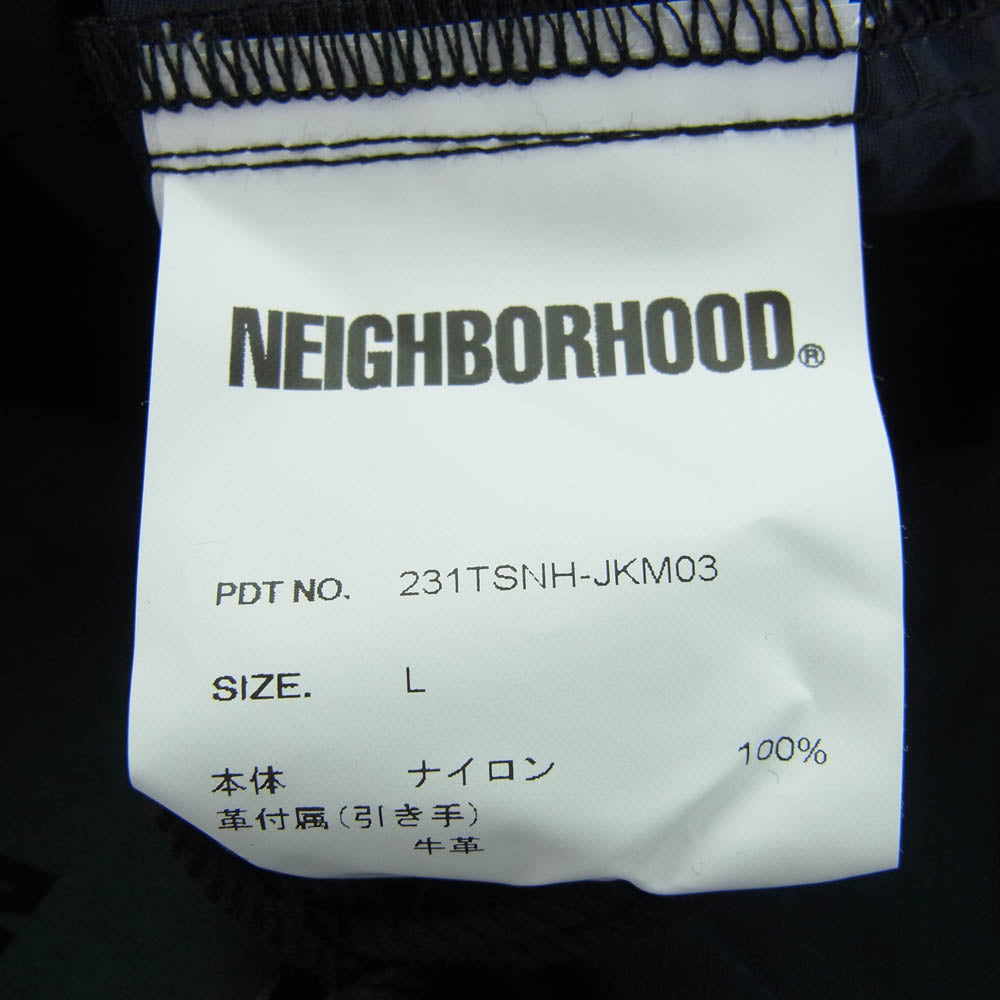 NEIGHBORHOOD®
PDT NO. 231TSNH-JKM03
SIZE. L
本体 ナイロン 100%
革付属(引き手)
牛革